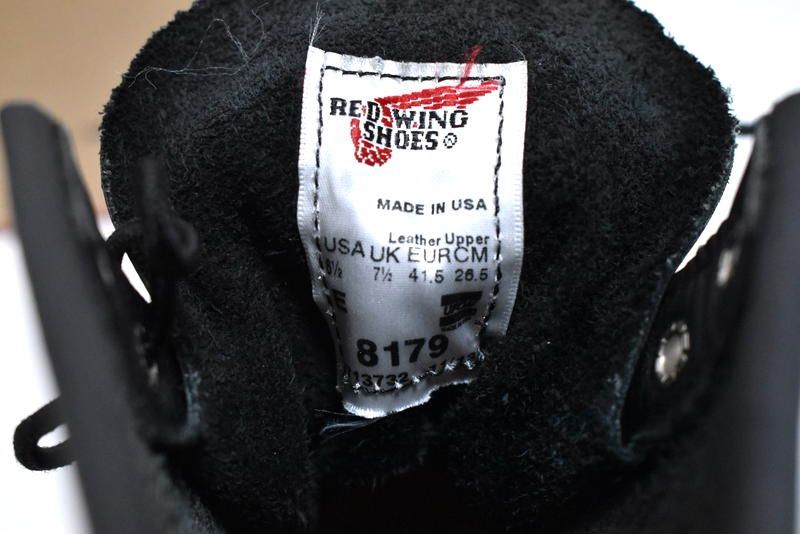 RED WING
SHOES®
MADE IN USA
Leather Upper
USA UK EUR CM
7½ 41.5 26.5
8179